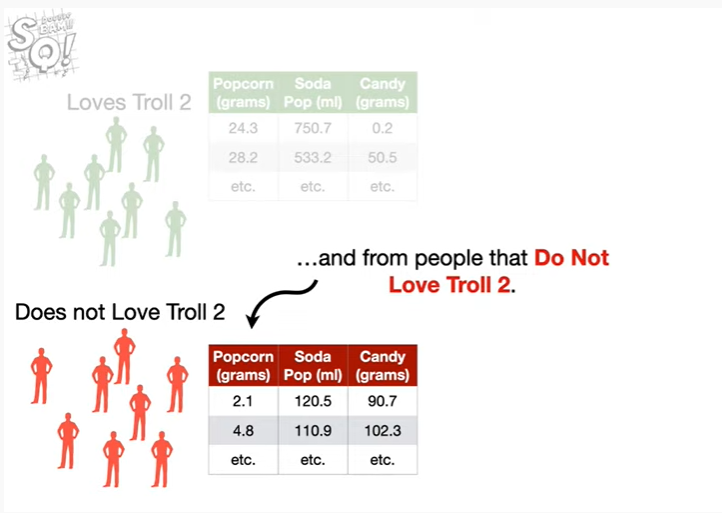 SQ!
DOUBLE
BAM!!
Loves Troll 2
Popcorn (grams) Soda Pop (ml) Candy (grams)
24.3 750.7 0.2
28.2 533.2 50.5
etc. etc. etc.
...and from people that Do Not
Love Troll 2.
Does not Love Troll 2
Popcorn (grams) Soda Pop (ml) Candy (grams)
2.1 120.5 90.7
4.8 110.9 102.3
etc. etc. etc.